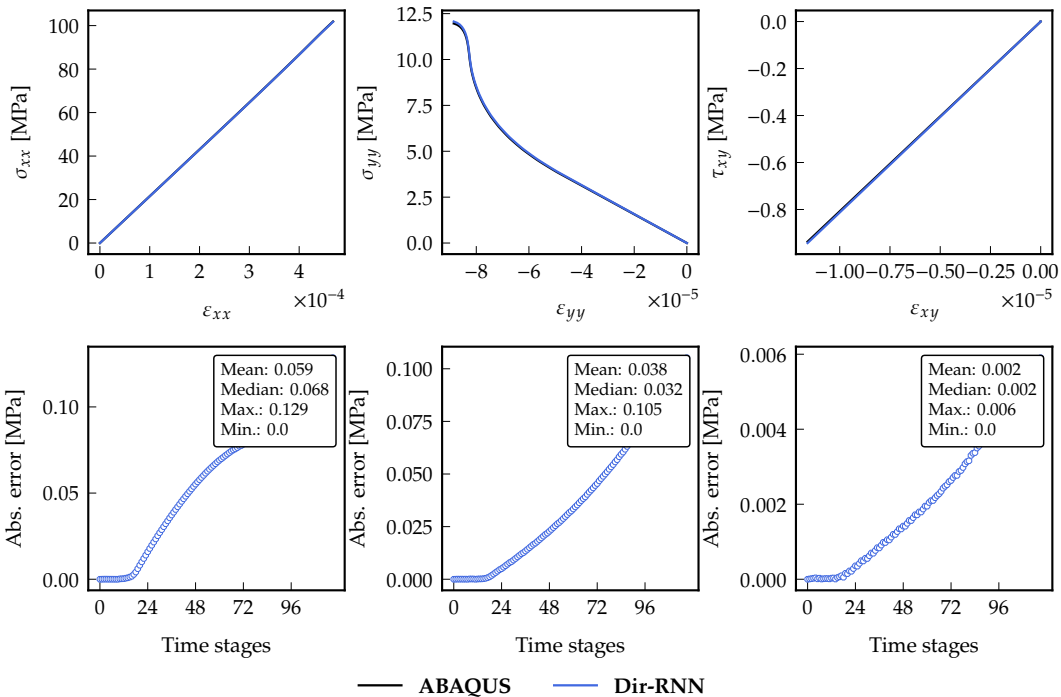 σxx [MPa]
100
80
60
40
20
0
0 1 2 3 4
×10−4
εxx
σyy [MPa]
12.5
10.0
7.5
5.0
2.5
0.0
−8 −6 −4 −2 0
×10−5
εyy
τxy [MPa]
0.0
−0.2
−0.4
−0.6
−0.8
−1.00 −0.75 −0.50 −0.25 0.00
×10−5
εxy
Abs. error [MPa]
0.10
0.05
0.00
Mean: 0.059
Median: 0.068
Max.: 0.129
Min.: 0.0
0 24 48 72 96
Time stages
Abs. error [MPa]
0.100
0.075
0.050
0.025
0.000
Mean: 0.038
Median: 0.032
Max.: 0.105
Min.: 0.0
0 24 48 72 96
Time stages
Abs. error [MPa]
0.006
0.004
0.002
0.000
Mean: 0.002
Median: 0.002
Max.: 0.006
Min.: 0.0
0 24 48 72 96
Time stages
ABAQUS Dir-RNN